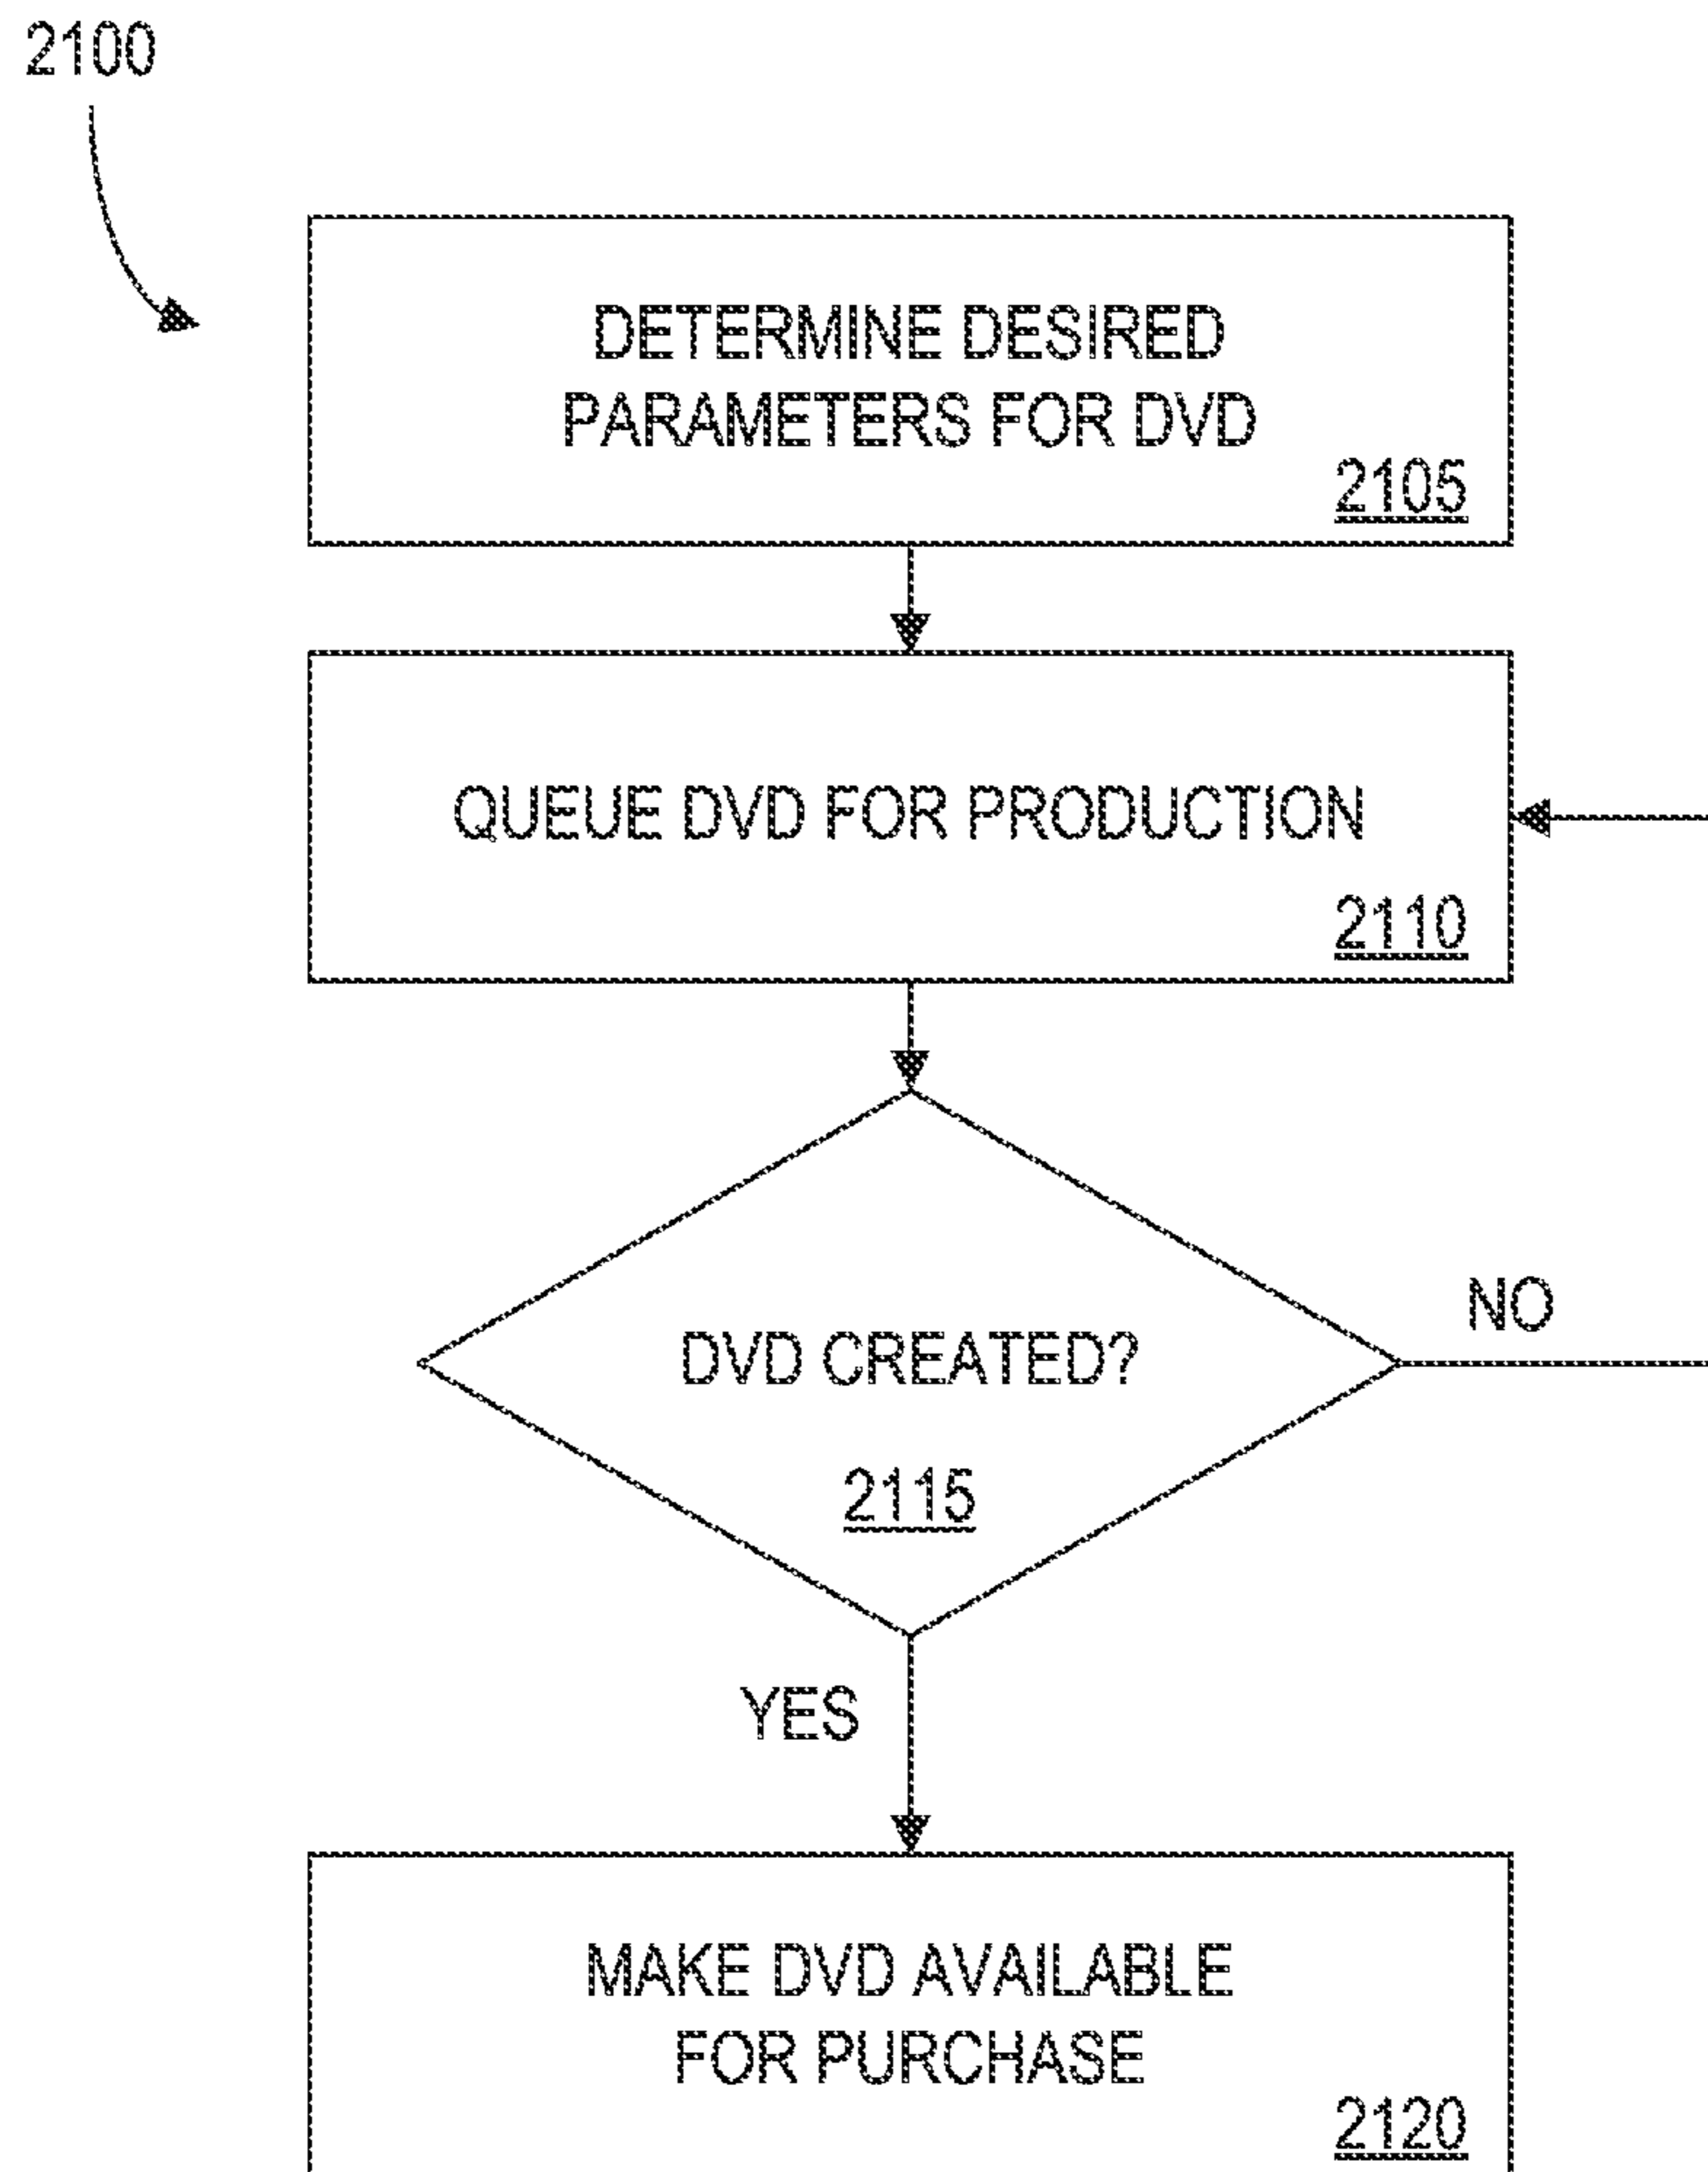 2100
DETERMINE DESIRED
PARAMETERS FOR DVD
2105
QUEUE DVD FOR PRODUCTION
2110
NO
DVD CREATED?
2115
YES
MAKE DVD AVAILABLE
FOR PURCHASE
2120